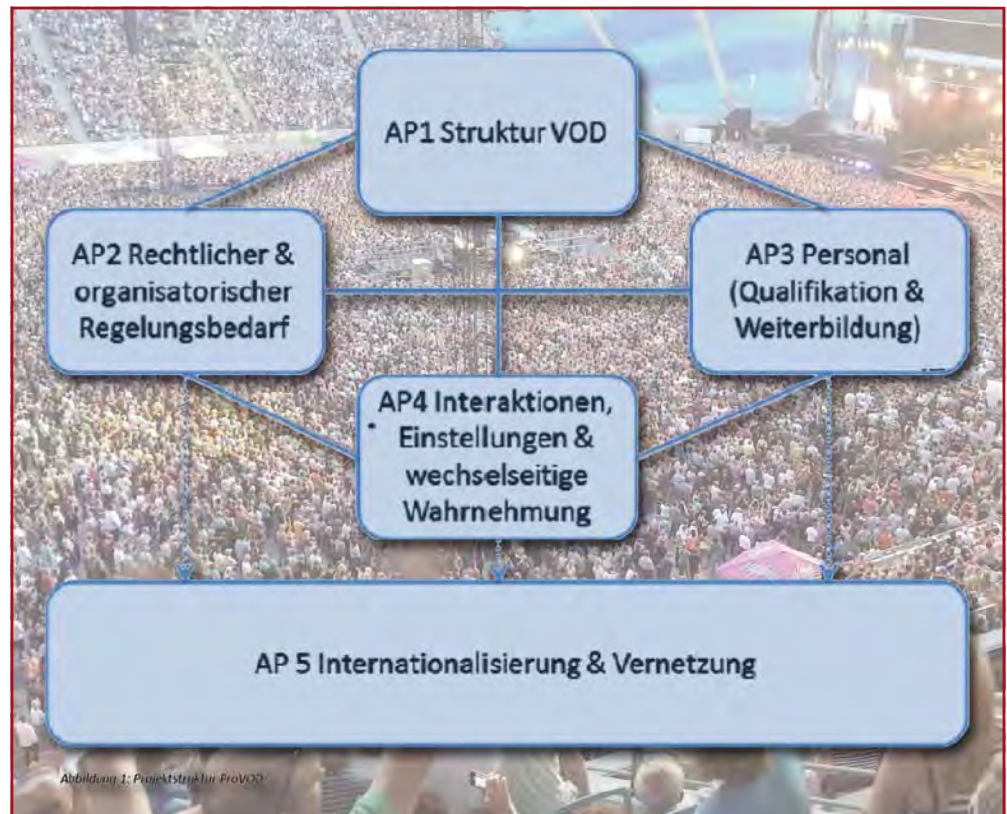 AP1 Struktur VOD
AP2 Rechtlicher &
organisatorischer
Regelungsbedarf
AP3 Personal
(Qualifikation &
Weiterbildung)
AP4 Interaktionen,
Einstellungen &
wechselseitige
Wahrnehmung
AP 5 Internationalisierung & Vernetzung
Abbildung 1: Projektstruktur ProVOD